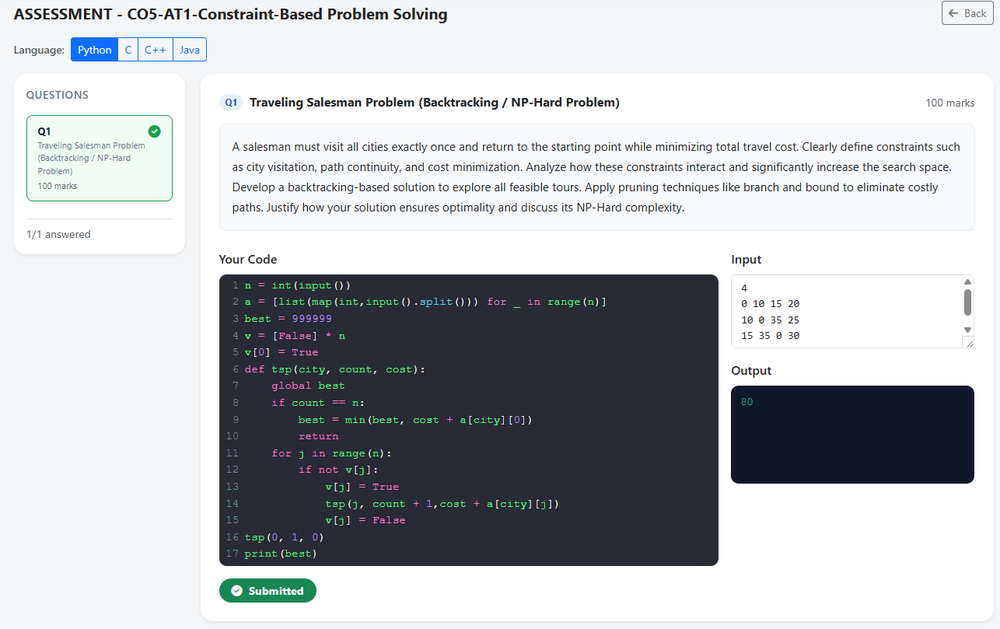 ASSESSMENT - CO5-AT1-Constraint-Based Problem Solving
← Back
Language: Python C C++ Java
QUESTIONS
Q1
Traveling Salesman Problem
(Backtracking / NP-Hard
Problem)
100 marks
1/1 answered
Q1 Traveling Salesman Problem (Backtracking / NP-Hard Problem)
100 marks
A salesman must visit all cities exactly once and return to the starting point while minimizing total travel cost. Clearly define constraints such
as city visitation, path continuity, and cost minimization. Analyze how these constraints interact and significantly increase the search space.
Develop a backtracking-based solution to explore all feasible tours. Apply pruning techniques like branch and bound to eliminate costly
paths. Justify how your solution ensures optimality and discuss its NP-Hard complexity.
Your Code
1 n = int(input())
2 a = [list(map(int,input().split())) for _ in range(n)]
3 best = 999999
4 v = [False] * n
5 v[0] = True
6 def tsp(city, count, cost):
7     global best
8     if count == n:
9         best = min(best, cost + a[city][0])
10         return
11     for j in range(n):
12         if not v[j]:
13             v[j] = True
14             tsp(j, count + 1,cost + a[city][j])
15             v[j] = False
16 tsp(0, 1, 0)
17 print(best)
Submitted
Input
4
0 10 15 20
10 0 35 25
15 35 0 30
Output
80